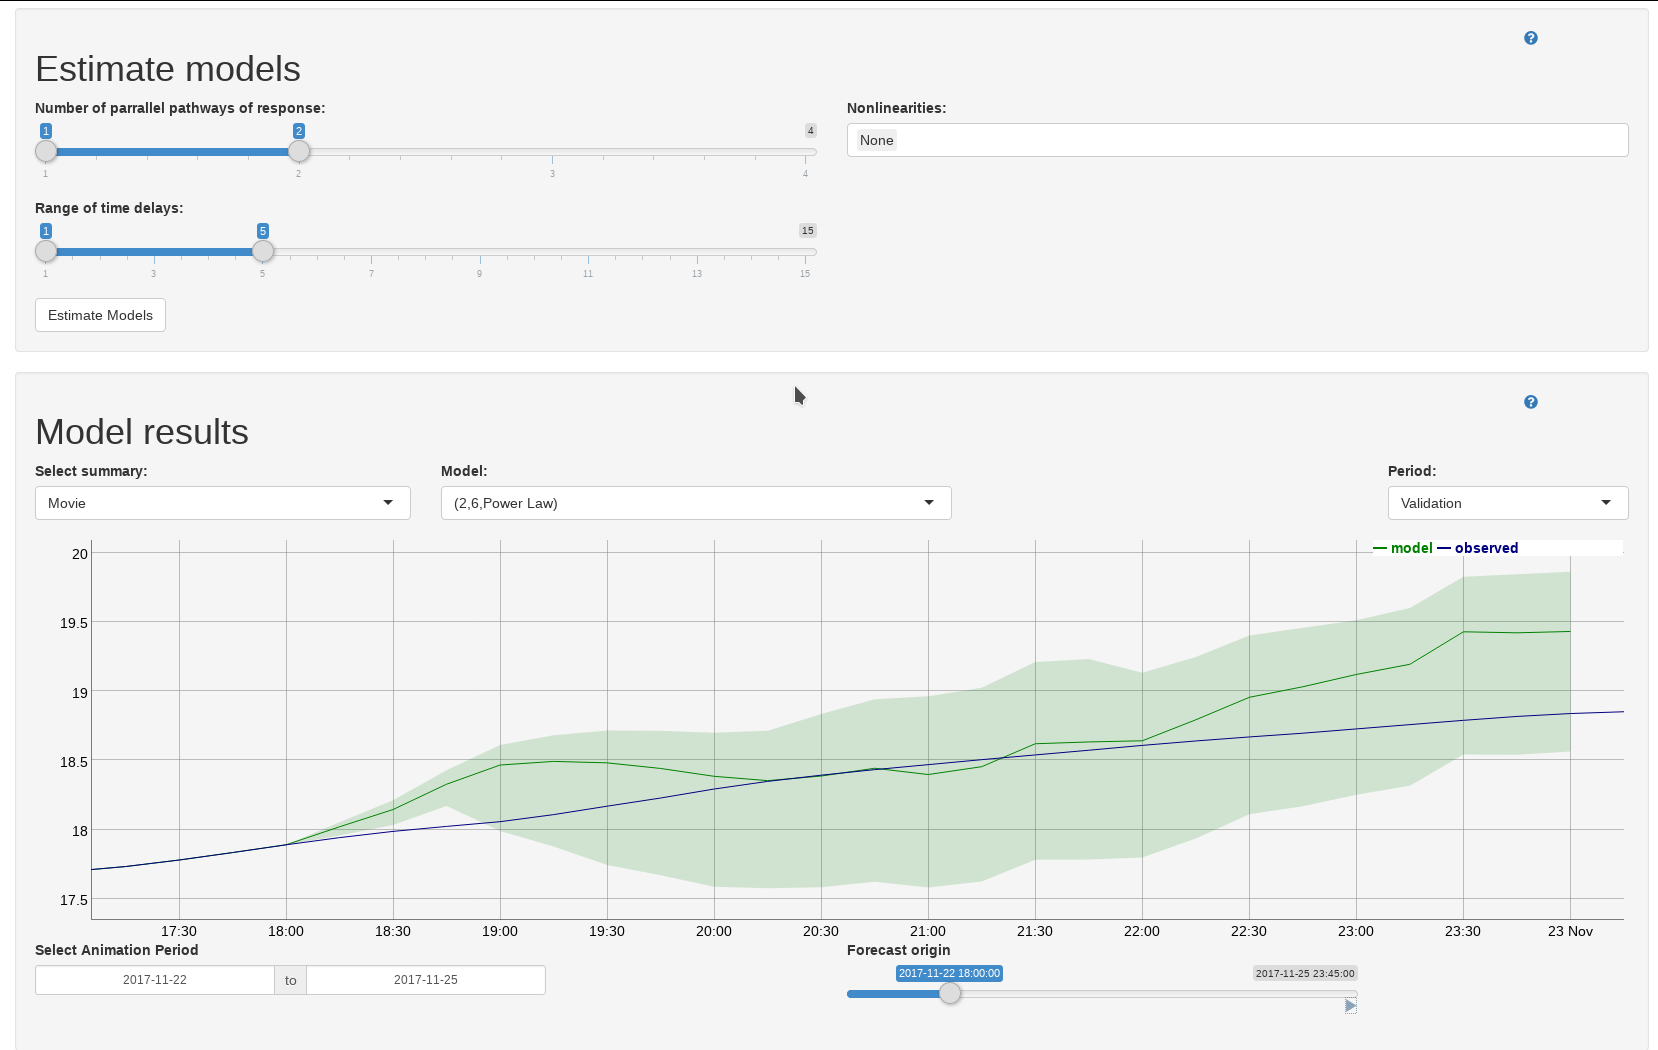 Estimate models
Number of parrallel pathways of response:
Nonlinearities:
1 2 4
None
1 2 3 4
Range of time delays:
1 5 15
1 3 5 7 9 11 13 15
Estimate Models
Model results
Select summary:
Model:
Period:
Movie
(2,6,Power Law)
Validation
model observed
20
19.5
19
18.5
18
17.5
17:30 18:00 18:30 19:00 19:30 20:00 20:30 21:00 21:30 22:00 22:30 23:00 23:30 23 Nov
Select Animation Period
Forecast origin
2017-11-22 to 2017-11-25
2017-11-22 18:00:00
2017-11-25 23:45:00